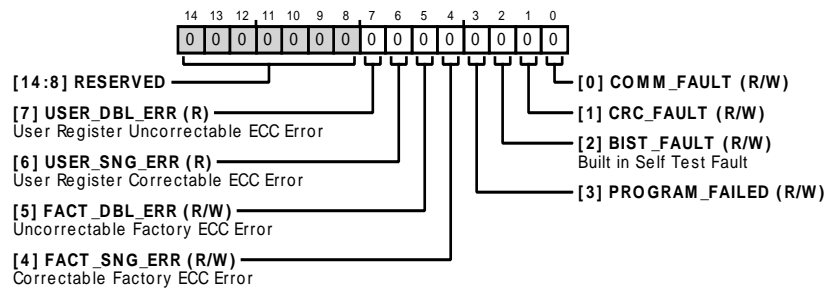 14 13 12 11 10 9 8 7 6 5 4 3 2 1 0
0 0 0 0 0 0 0 0 0 0 0 0 0 0 0
[14:8] RESERVED
[7] USER_DBL_ERR (R)
User Register Uncorrectable ECC Error
[6] USER_SNG_ERR (R)
User Register Correctable ECC Error
[5] FACT_DBL_ERR (R/W)
Uncorrectable Factory ECC Error
[4] FACT_SNG_ERR (R/W)
Correctable Factory ECC Error
[0] COMM_FAULT (R/W)
[1] CRC_FAULT (R/W)
[2] BIST_FAULT (R/W)
Built in Self Test Fault
[3] PROGRAM_FAILED (R/W)